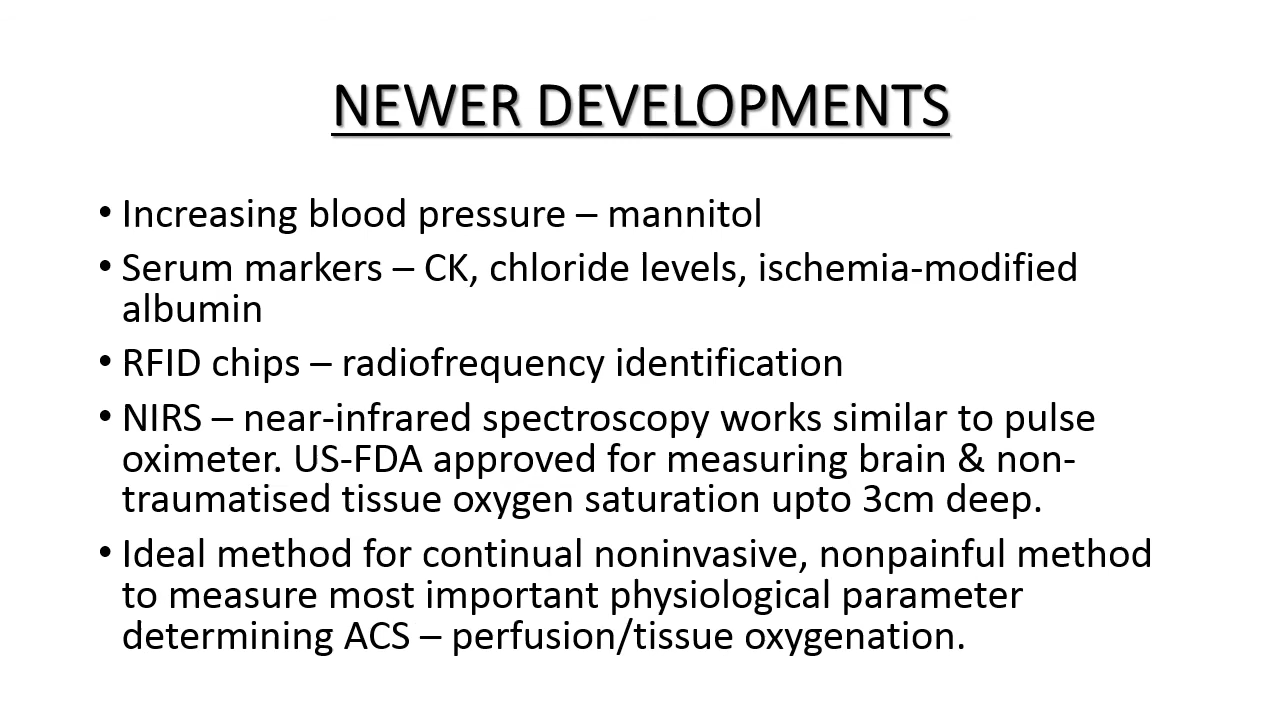 NEWER DEVELOPMENTS
• Increasing blood pressure – mannitol
• Serum markers – CK, chloride levels, ischemia-modified
albumin
• RFID chips – radiofrequency identification
• NIRS – near-infrared spectroscopy works similar to pulse
oximeter. US-FDA approved for measuring brain & non-
traumatised tissue oxygen saturation upto 3cm deep.
• Ideal method for continual noninvasive, nonpainful method
to measure most important physiological parameter
determining ACS – perfusion/tissue oxygenation.